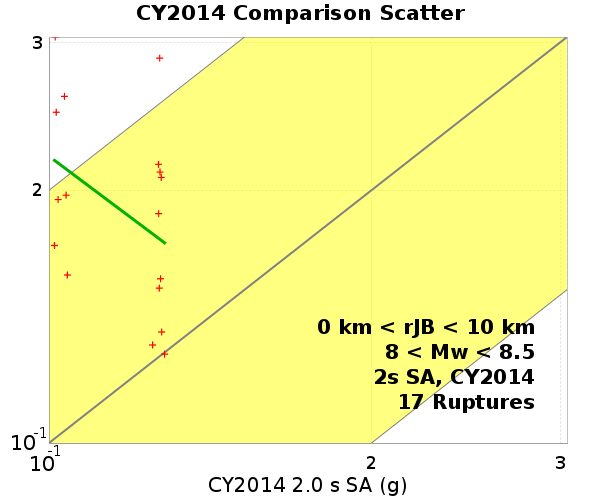 CY2014 Comparison Scatter
3
2
10⁻¹
0 km < rJB < 10 km
8 < Mw < 8.5
2s SA, CY2014
17 Ruptures
10⁻¹
2
3
CY2014 2.0 s SA (g)